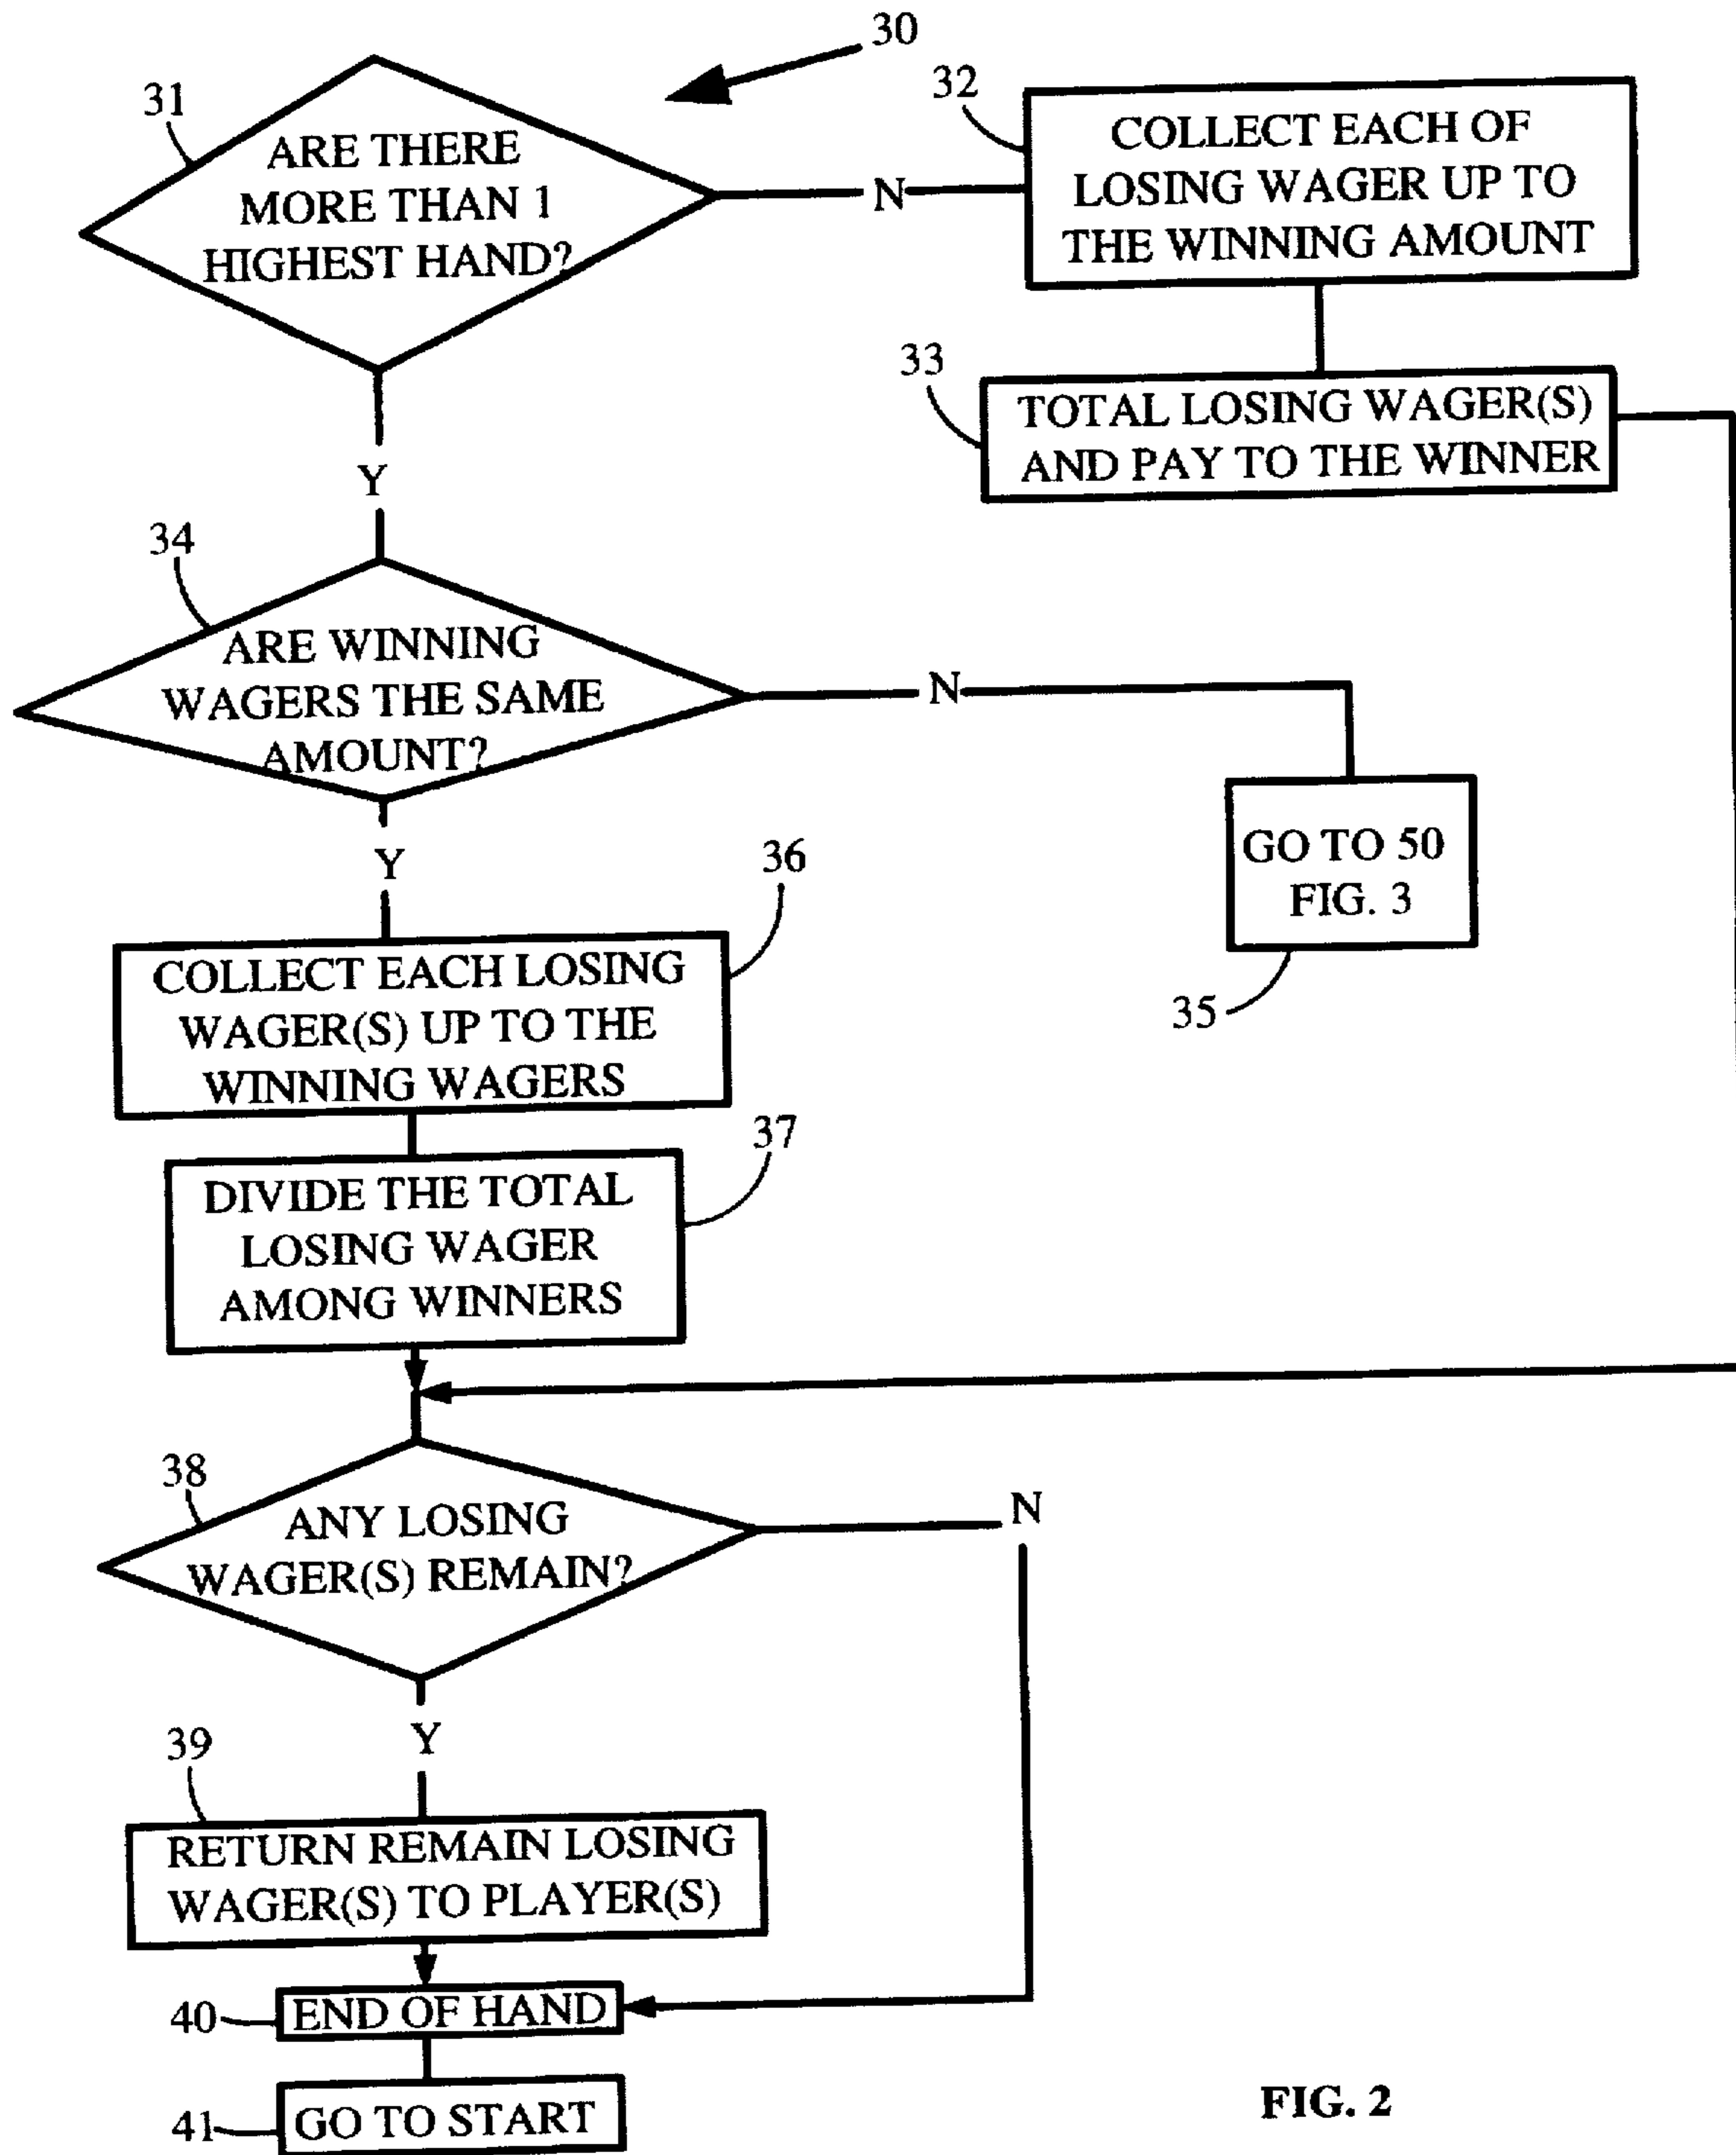 30
31
ARE THERE
MORE THAN 1
HIGHEST HAND?
N
32
COLLECT EACH OF
LOSING WAGER UP TO
THE WINNING AMOUNT
33
TOTAL LOSING WAGER(S)
AND PAY TO THE WINNER
Y
34
ARE WINNING
WAGERS THE SAME
AMOUNT?
N
GO TO 50
FIG. 3
35
Y
36
COLLECT EACH LOSING
WAGER(S) UP TO THE
WINNING WAGERS
37
DIVIDE THE TOTAL
LOSING WAGER
AMONG WINNERS
38
ANY LOSING
WAGER(S) REMAIN?
N
Y
39
RETURN REMAIN LOSING
WAGER(S) TO PLAYER(S)
40
END OF HAND
41
GO TO START
FIG. 2